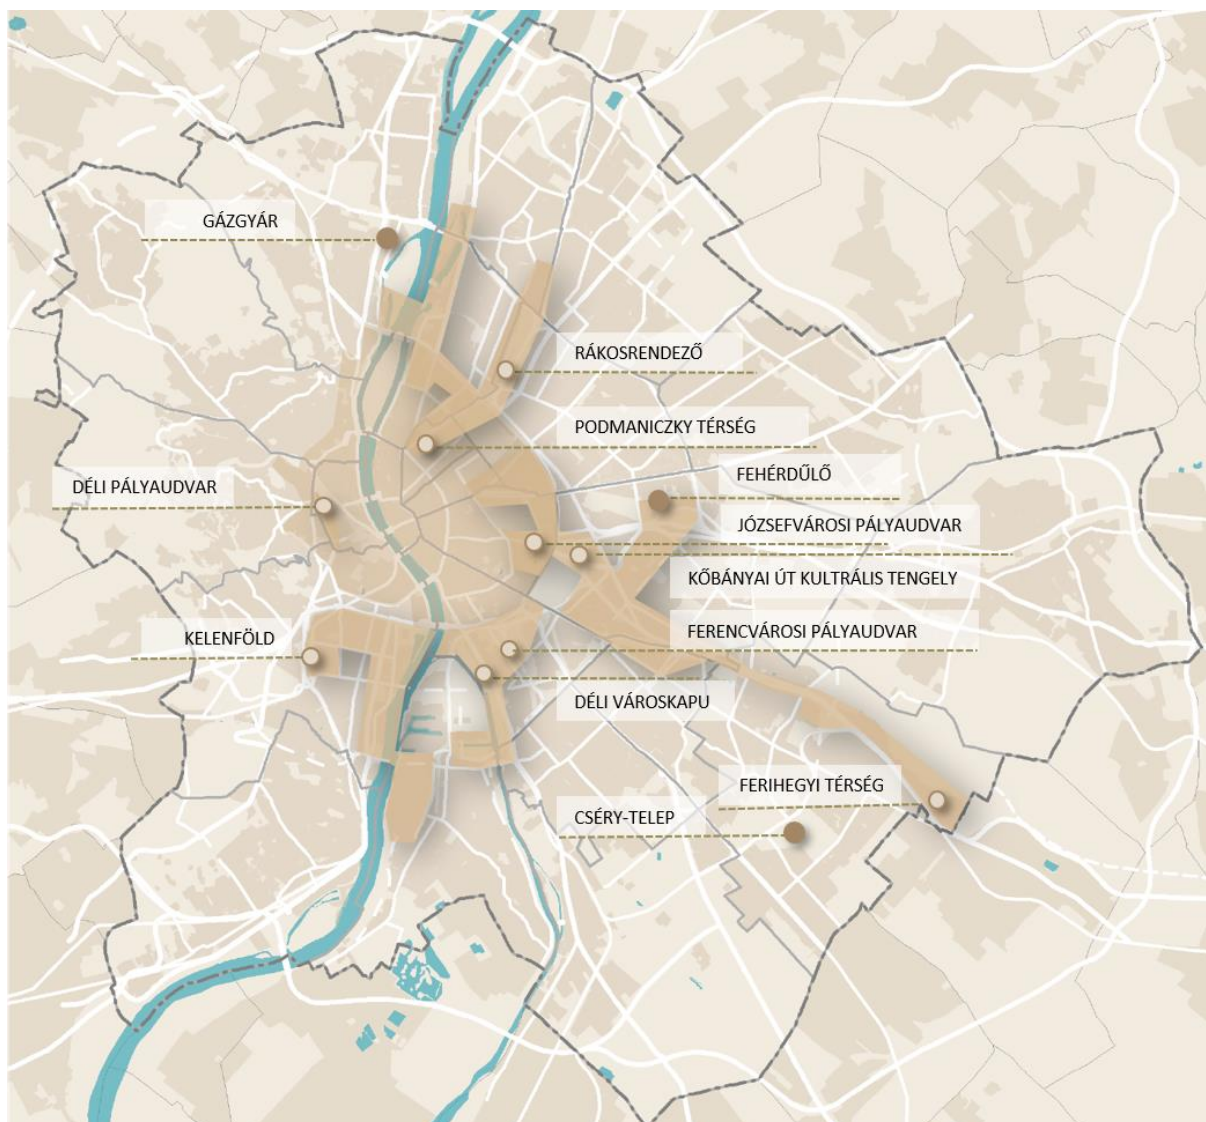 GÁZGYÁR
RÁKOSRENDEZŐ
PODMANICZKY TÉRSÉG
FEHÉRDŰLŐ
DÉLI PÁLYAUDVAR
JÓZSEFVÁROSI PÁLYAUDVAR
KŐBÁNYAI ÚT KULTRÁLIS TENGELY
FERENCVÁROSI PÁLYAUDVAR
KELENFÖLD
DÉLI VÁROSKAPU
FERIHEGYI TÉRSÉG
CSÉRY-TELEP